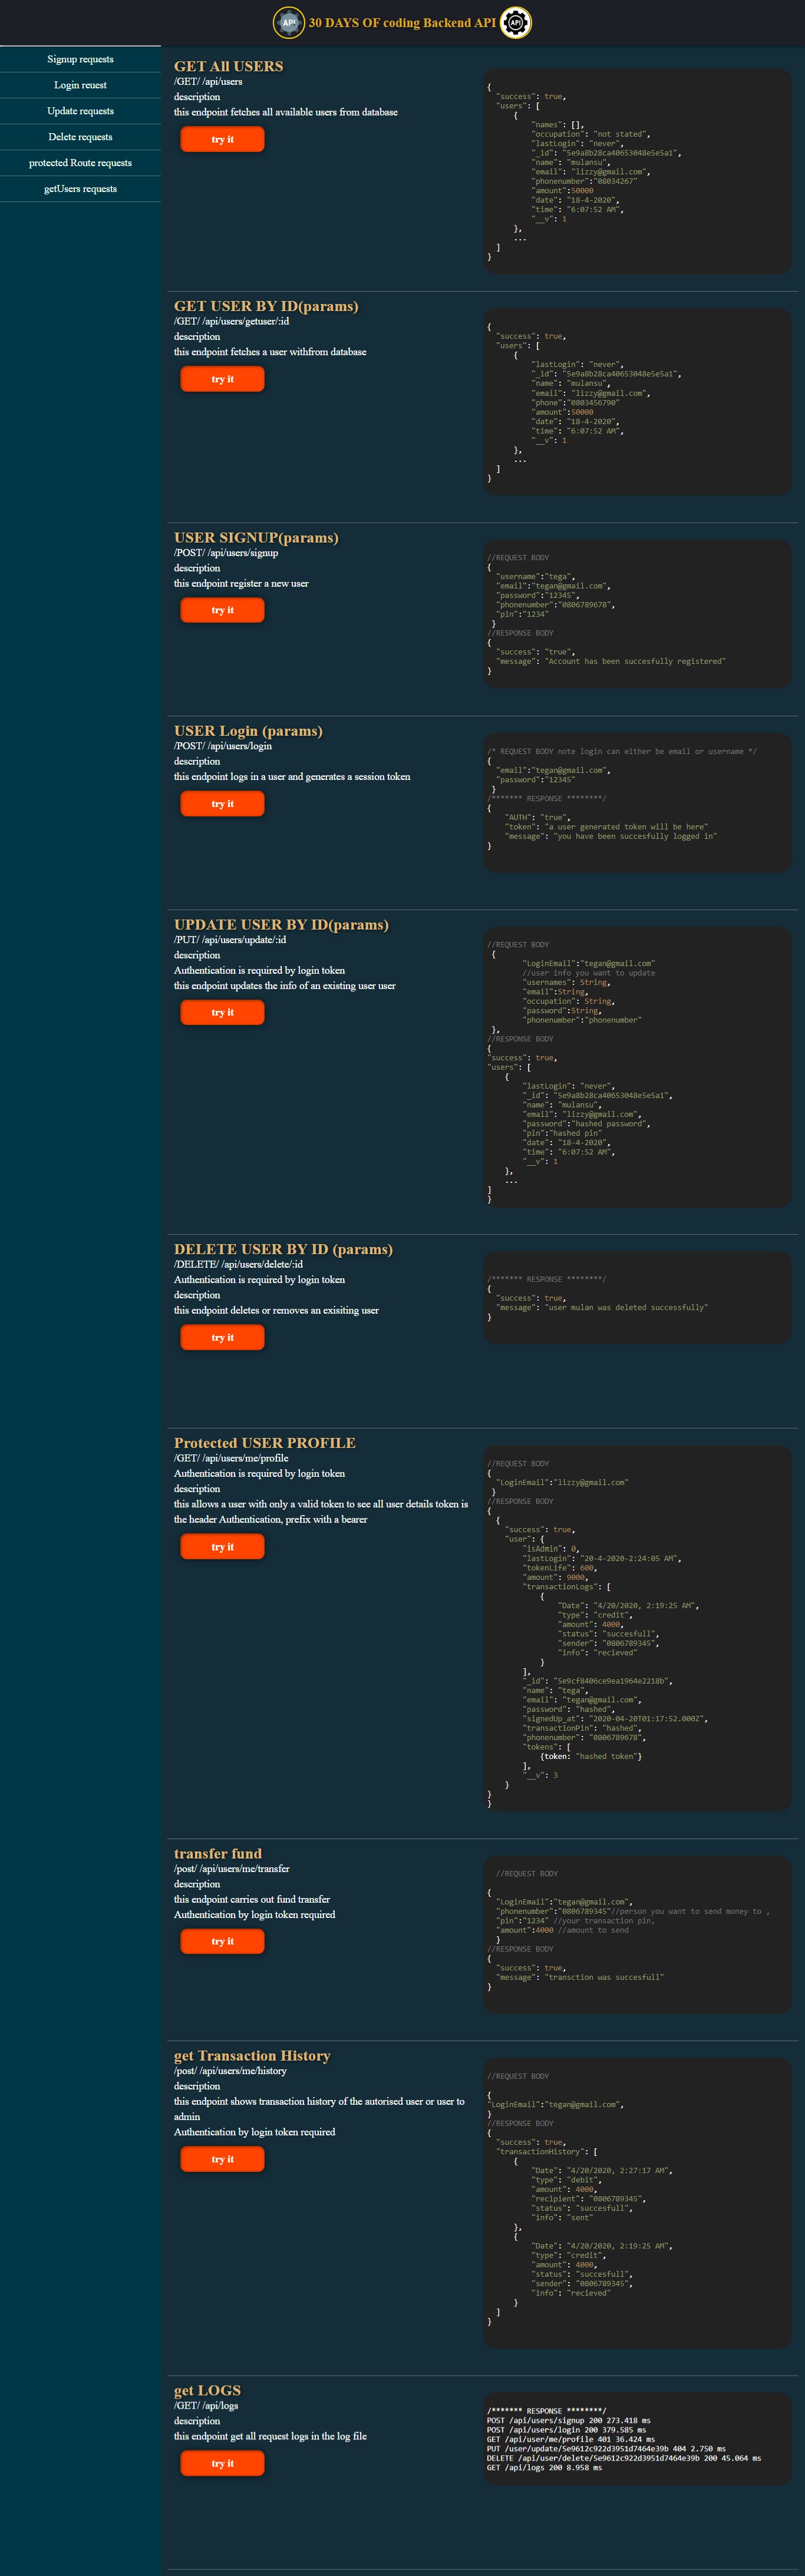 API 30 DAYS OF coding Backend API API
Signup requests
Login reuest
Update requests
Delete requests
protected Route requests
getUsers requests
GET All USERS
/GET/ /api/users
description
this endpoint fetches all available users from database
try it
{
"success": true,
"users": [
{
"names": [],
"occupation": "not stated",
"lastLogin": "never",
"_id": "5e9a8b28ca40653048e5e5a1",
"name": "mulansu",
"email": "lizzy@gmail.com",
"phonenumber":"08034267"
"amount":50000
"date": "18-4-2020",
"time": "6:07:52 AM",
"__v": 1
},
...
]
}
GET USER BY ID(params)
/GET/ /api/users/getuser/:id
description
this endpoint fetches a user withfrom database
try it
{
"success": true,
"users": [
{
"lastLogin": "never",
"_id": "5e9a8b28ca40653048e5e5a1",
"name": "mulansu",
"email": "lizzy@gmail.com",
"phone":"0803456790"
"amount":50000
"date": "18-4-2020",
"time": "6:07:52 AM",
"__v": 1
},
...
]
}
USER SIGNUP(params)
/POST/ /api/users/signup
description
this endpoint register a new user
try it
//REQUEST BODY
{
"username":"tega",
"email":"tegan@gmail.com",
"password":"12345",
"phonenumber":"0806789678",
"pin":"1234"
}
//RESPONSE BODY
{
"success": "true",
"message": "Account has been succesfully registered"
}
USER Login (params)
/POST/ /api/users/login
description
this endpoint logs in a user and generates a session token
try it
/* REQUEST BODY note login can either be email or username */
{
"email":"tegan@gmail.com",
"password":"12345"
}
/******* RESPONSE ********/
{
"AUTH": "true",
"token": "a user generated token will be here"
"message": "you have been succesfully logged in"
}
UPDATE USER BY ID(params)
/PUT/ /api/users/update/:id
description
Authentication is required by login token
this endpoint updates the info of an existing user user
try it
//REQUEST BODY
{
"LoginEmail":"tegan@gmail.com"
//user info you want to update
"usernames": String,
"email":String,
"occupation": String,
"password":String,
"phonenumber":"phonenumber"
},
//RESPONSE BODY
{
"success": true,
"users": [
{
"lastLogin": "never",
"_id": "5e9a8b28ca40653048e5e5a1",
"name": "mulansu",
"email": "lizzy@gmail.com",
"password":"hashed password",
"pin":"hashed pin"
"date": "18-4-2020",
"time": "6:07:52 AM",
"__v": 1
},
...
]
}
DELETE USER BY ID (params)
/DELETE/ /api/users/delete/:id
Authentication is required by login token
description
this endpoint deletes or removes an exisiting user
try it
/******* RESPONSE ********/
{
"success": true,
"message": "user mulan was deleted successfully"
}
Protected USER PROFILE
/GET/ /api/users/me/profile
Authentication is required by login token
description
this allows a user with only a valid token to see all user details token is
the header Authentication, prefix with a bearer
try it
//REQUEST BODY
{
"LoginEmail":"lizzy@gmail.com"
}
//RESPONSE BODY
{
{
"success": true,
"user": {
"isAdmin": 0,
"lastLogin": "20-4-2020-2:24:05 AM",
"tokenLife": 600,
"amount": 9000,
"transactionLogs": [
{
"Date": "4/20/2020, 2:19:25 AM",
"type": "credit",
"amount": 4000,
"status": "succesfull",
"sender": "0806789345",
"info": "recieved"
}
],
"_id": "5e9cf8406ce9ea1964e2218b",
"name": "tega",
"email": "tegan@gmail.com",
"password": "hashed",
"signedUp_at": "2020-04-20T01:17:52.000Z",
"transactionPin": "hashed",
"phonenumber": "0806789678",
"tokens": [
{token: "hashed token"}
],
"__v": 3
}
}
}
transfer fund
/post/ /api/users/me/transfer
description
this endpoint carries out fund transfer
Authentication by login token required
try it
//REQUEST BODY
{
"LoginEmail":"tegan@gmail.com",
"phonenumber":"0806789345"//person you want to send money to ,
"pin":"1234" //your transaction pin,
"amount":4000 //amount to send
}
//RESPONSE BODY
{
"success": true,
"message": "transction was succesfull"
}
get Transaction History
/post/ /api/users/me/history
description
this endpoint shows transaction history of the autorised user or user to
admin
Authentication by login token required
try it
//REQUEST BODY
{
"LoginEmail":"tegan@gmail.com",
}
//RESPONSE BODY
{
"success": true,
"transactionHistory": [
{
"Date": "4/20/2020, 2:27:17 AM",
"type": "debit",
"amount": 4000,
"recipient": "0806789345",
"status": "succesfull",
"info": "sent"
},
{
"Date": "4/20/2020, 2:19:25 AM",
"type": "credit",
"amount": 4000,
"status": "succesfull",
"sender": "0806789345",
"info": "recieved"
}
]
}
get LOGS
/GET/ /api/logs
description
this endpoint get all request logs in the log file
try it
/******* RESPONSE ********/
POST /api/users/signup 200 273.418 ms
POST /api/users/login 200 379.585 ms
GET /api/user/me/profile 401 36.424 ms
PUT /user/update/5e9612c922d3951d7464e39b 404 2.750 ms
DELETE /api/user/delete/5e9612c922d3951d7464e39b 200 45.064 ms
GET /api/logs 200 8.958 ms